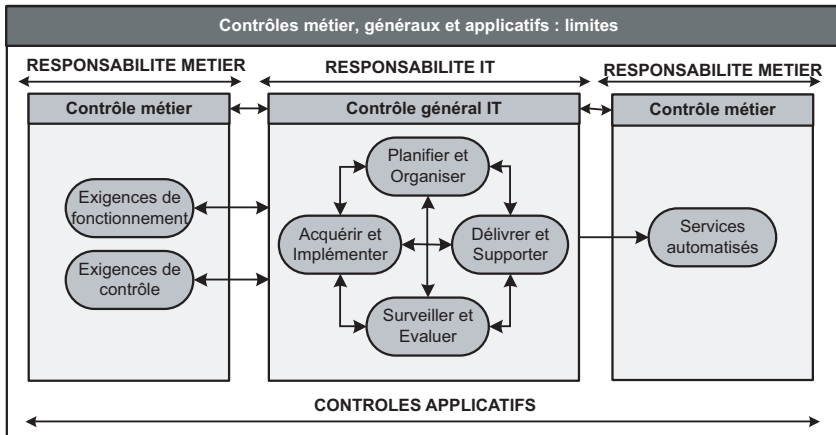 Contrôles métier, généraux et applicatifs : limites
RESPONSABILITE METIER
RESPONSABILITE IT
RESPONSABILITE METIER
Contrôle métier
Contrôle général IT
Contrôle métier
Planifier et
Organiser
Exigences de
fonctionnement
Acquérir et
Implémenter
Délivrer et
Supporter
Services
automatisés
Exigences de
contrôle
Surveiller et
Evaluer
CONTROLES APPLICATIFS